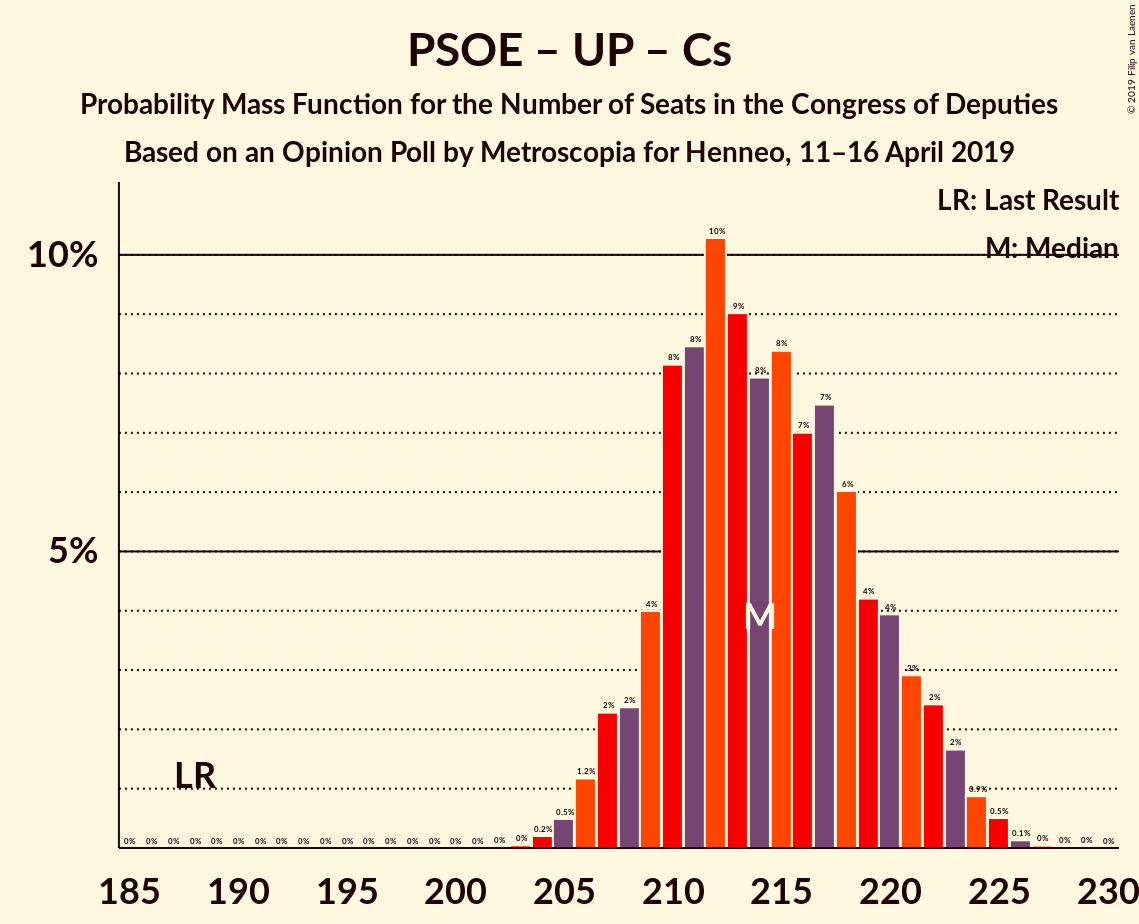 PSOE – UP – Cs
Probability Mass Function for the Number of Seats in the Congress of Deputies
Based on an Opinion Poll by Metroscopia for Henneo, 11–16 April 2019
© 2019 Filip van Laenen
LR: Last Result
M: Median
10%
5%
LR
M
0% 0% 0% 0% 0% 0% 0% 0% 0% 0% 0% 0% 0% 0% 0% 0% 0% 0% 0% 0.2% 0.5% 1.2% 2% 2% 4% 8% 8% 10% 9% 8% 8% 7% 7% 6% 4% 4% 3% 2% 2% 0.9% 0.5% 0.1% 0% 0% 0% 0%
185 190 195 200 205 210 215 220 225 230